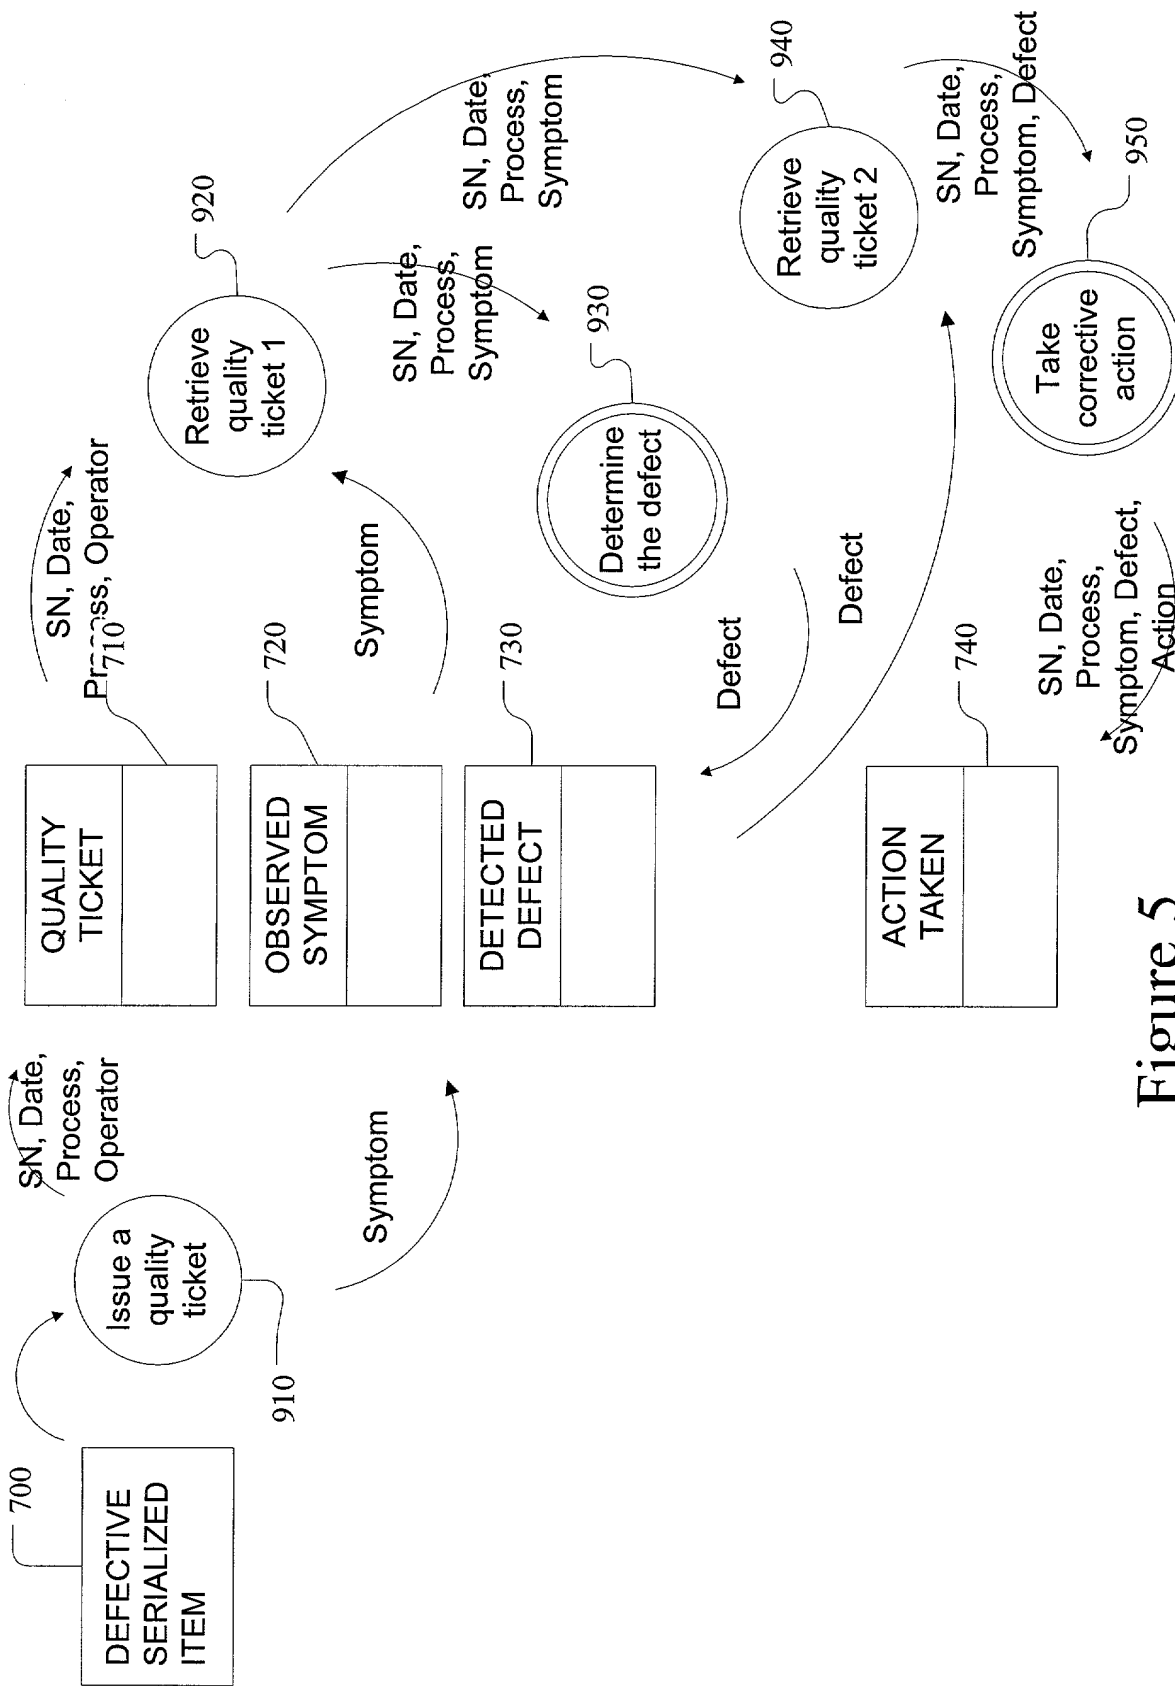 700
DEFECTIVE
SERIALIZED
ITEM
Issue a
quality
ticket
910
SN, Date,
Process,
Operator
Symptom
QUALITY
TICKET
710
OBSERVED
SYMPTOM
720
DETECTED
DEFECT
730
ACTION
TAKEN
740
SN, Date,
Process, Operator
Symptom
Retrieve
quality
ticket 1
920
SN, Date,
Process,
Symptom
SN, Date,
Process,
Symptom
Determine
the defect
930
Defect
Defect
Retrieve
quality
ticket 2
940
SN, Date,
Process,
Symptom, Defect
Take
corrective
action
950
SN, Date,
Process,
Symptom, Defect,
Action
Figure 5